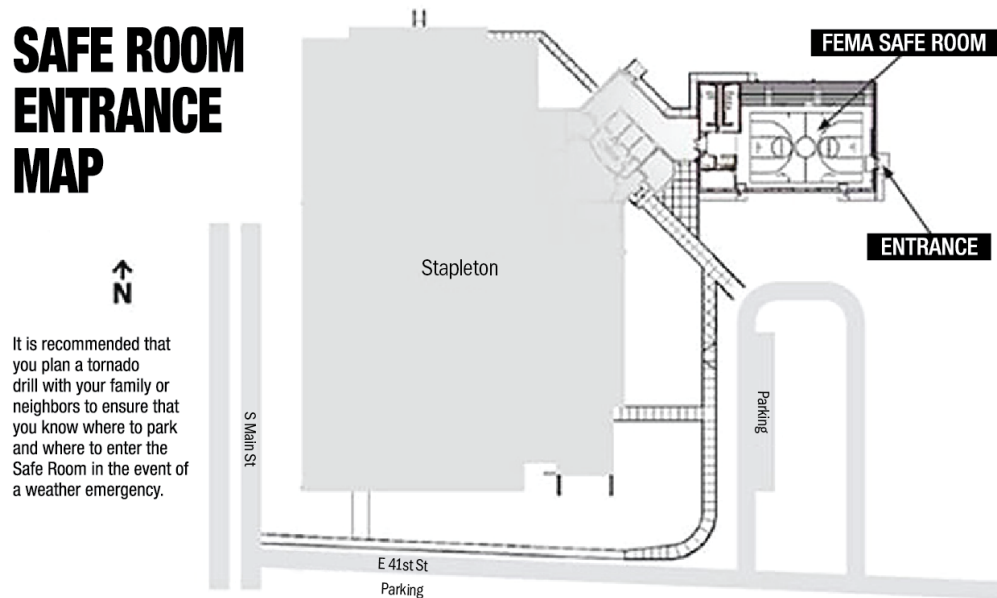 SAFE ROOM
ENTRANCE
MAP
FEMA SAFE ROOM
ENTRANCE
Stapleton
N
It is recommended that
you plan a tornado
drill with your family or
neighbors to ensure that
you know where to park
and where to enter the
Safe Room in the event of
a weather emergency.
S Main St
Parking
E 41st St
Parking